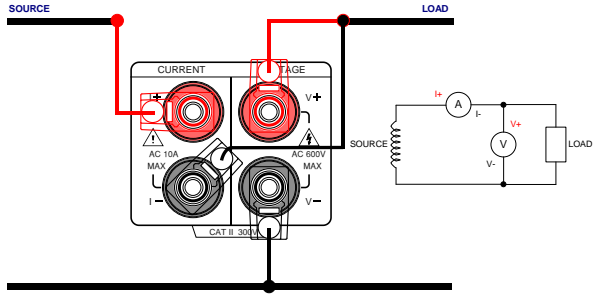 SOURCE
LOAD
CURRENT
TAGE
I+
V+
AC 10A
MAX
AC 600V
MAX
I−
V−
CAT II 300V
I+
A
I-
V+
SOURCE
V
LOAD
V-